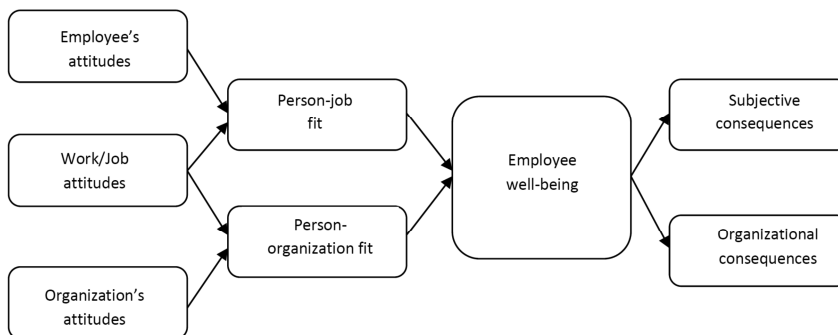 Employee's
attitudes
Work/Job
attitudes
Organization's
attitudes
Person-job
fit
Person-
organization fit
Employee
well-being
Subjective
consequences
Organizational
consequences